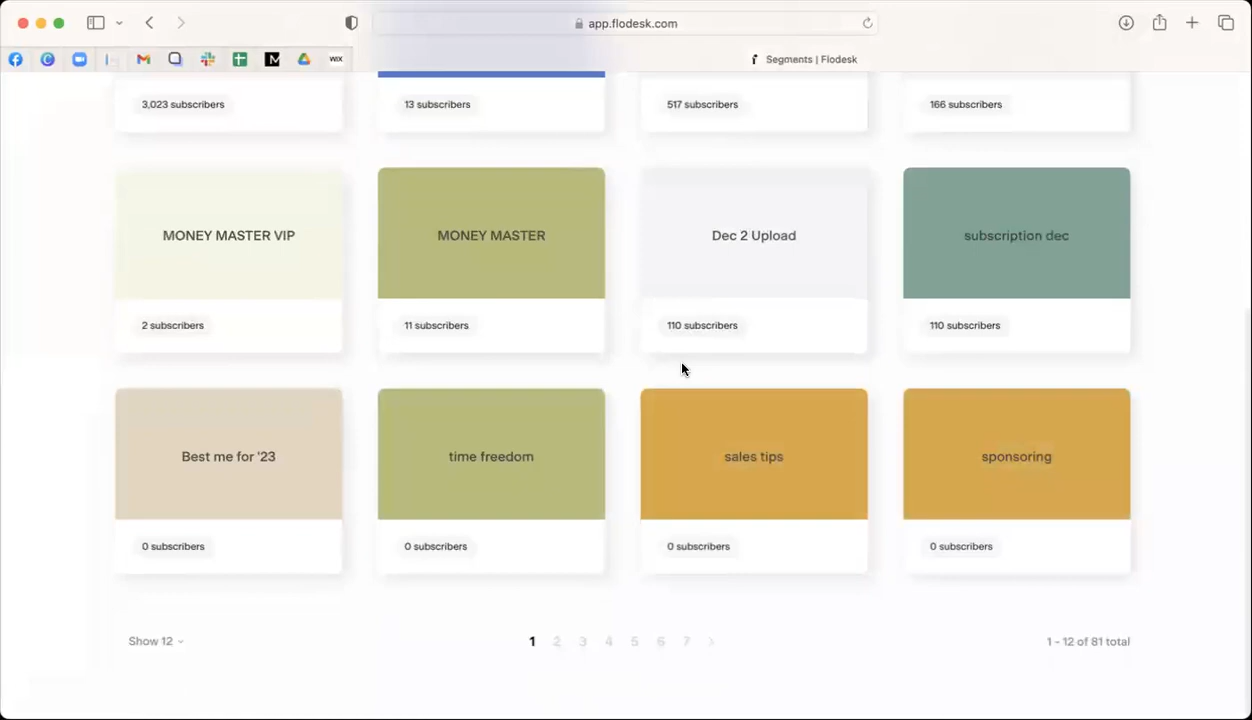 app.flodesk.com
M
WIX
Segments | Flodesk
3,023 subscribers
13 subscribers
517 subscribers
166 subscribers
MONEY MASTER VIP
MONEY MASTER
Dec 2 Upload
subscription dec
2 subscribers
11 subscribers
110 subscribers
110 subscribers
Best me for '23
time freedom
sales tips
sponsoring
0 subscribers
0 subscribers
0 subscribers
0 subscribers
Show 12
1 2 3 4 5 6 7 >
1 - 12 of 81 total